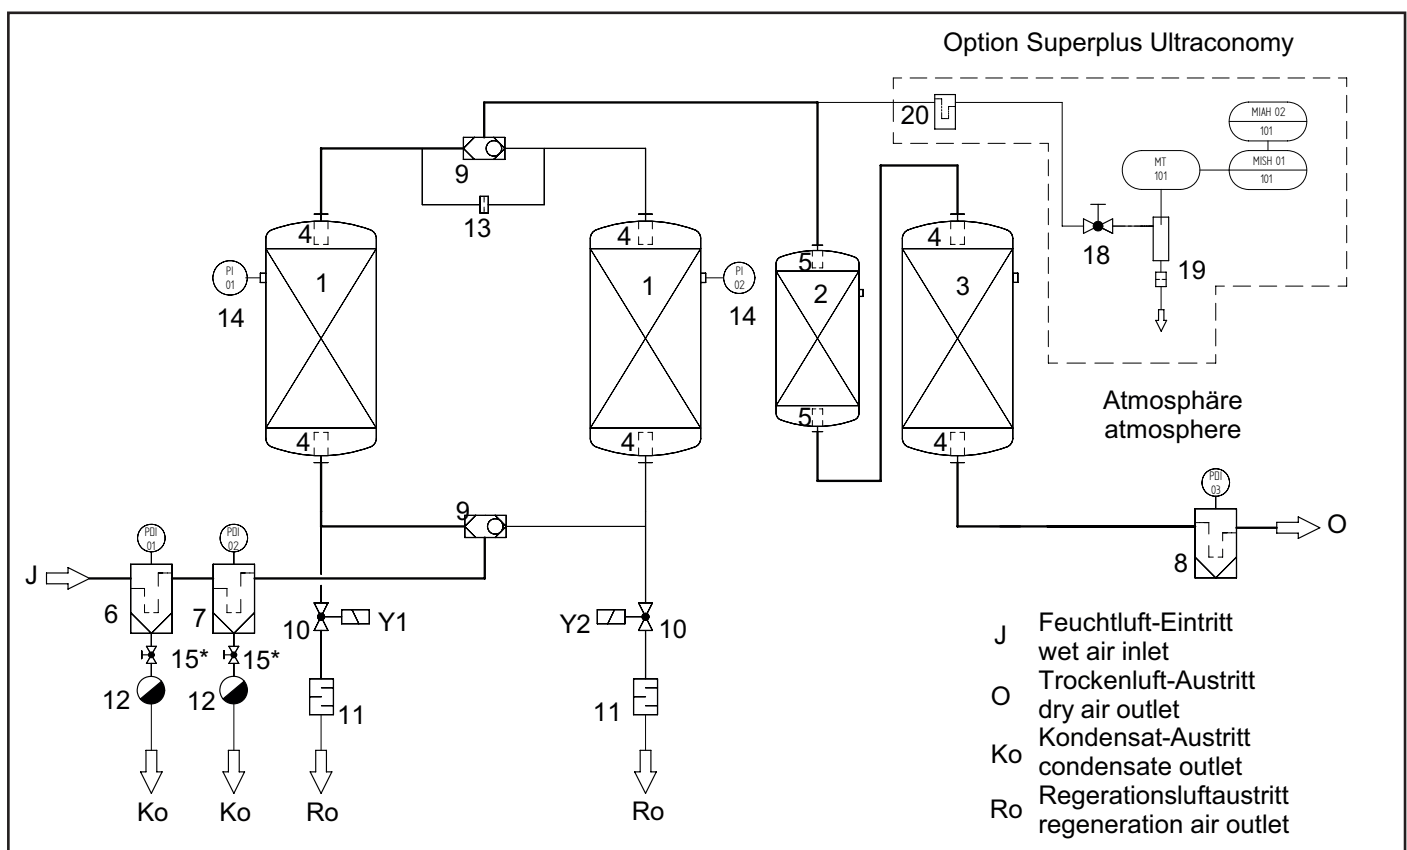 Option Superplus Ultraconomy
20
MIAH 02
101
MT
101
MISH 01
101
9
13
18
19
4
4
5
4
1
1
2
3
PI
01
PI
02
14
14
4
4
5
4
Atmosphäre
atmosphere
PDI
03
9
8
O
PDI
01
PDI
02
J
6
7
10
Y1
Y2
10
15*
15*
12
12
11
11
Ko
Ko
Ro
Ro
J
Feuchtluft-Eintritt
wet air inlet
O
Trockenluft-Austritt
dry air outlet
Ko
Kondensat-Austritt
condensate outlet
Ro
Regerationsluftaustritt
regeneration air outlet